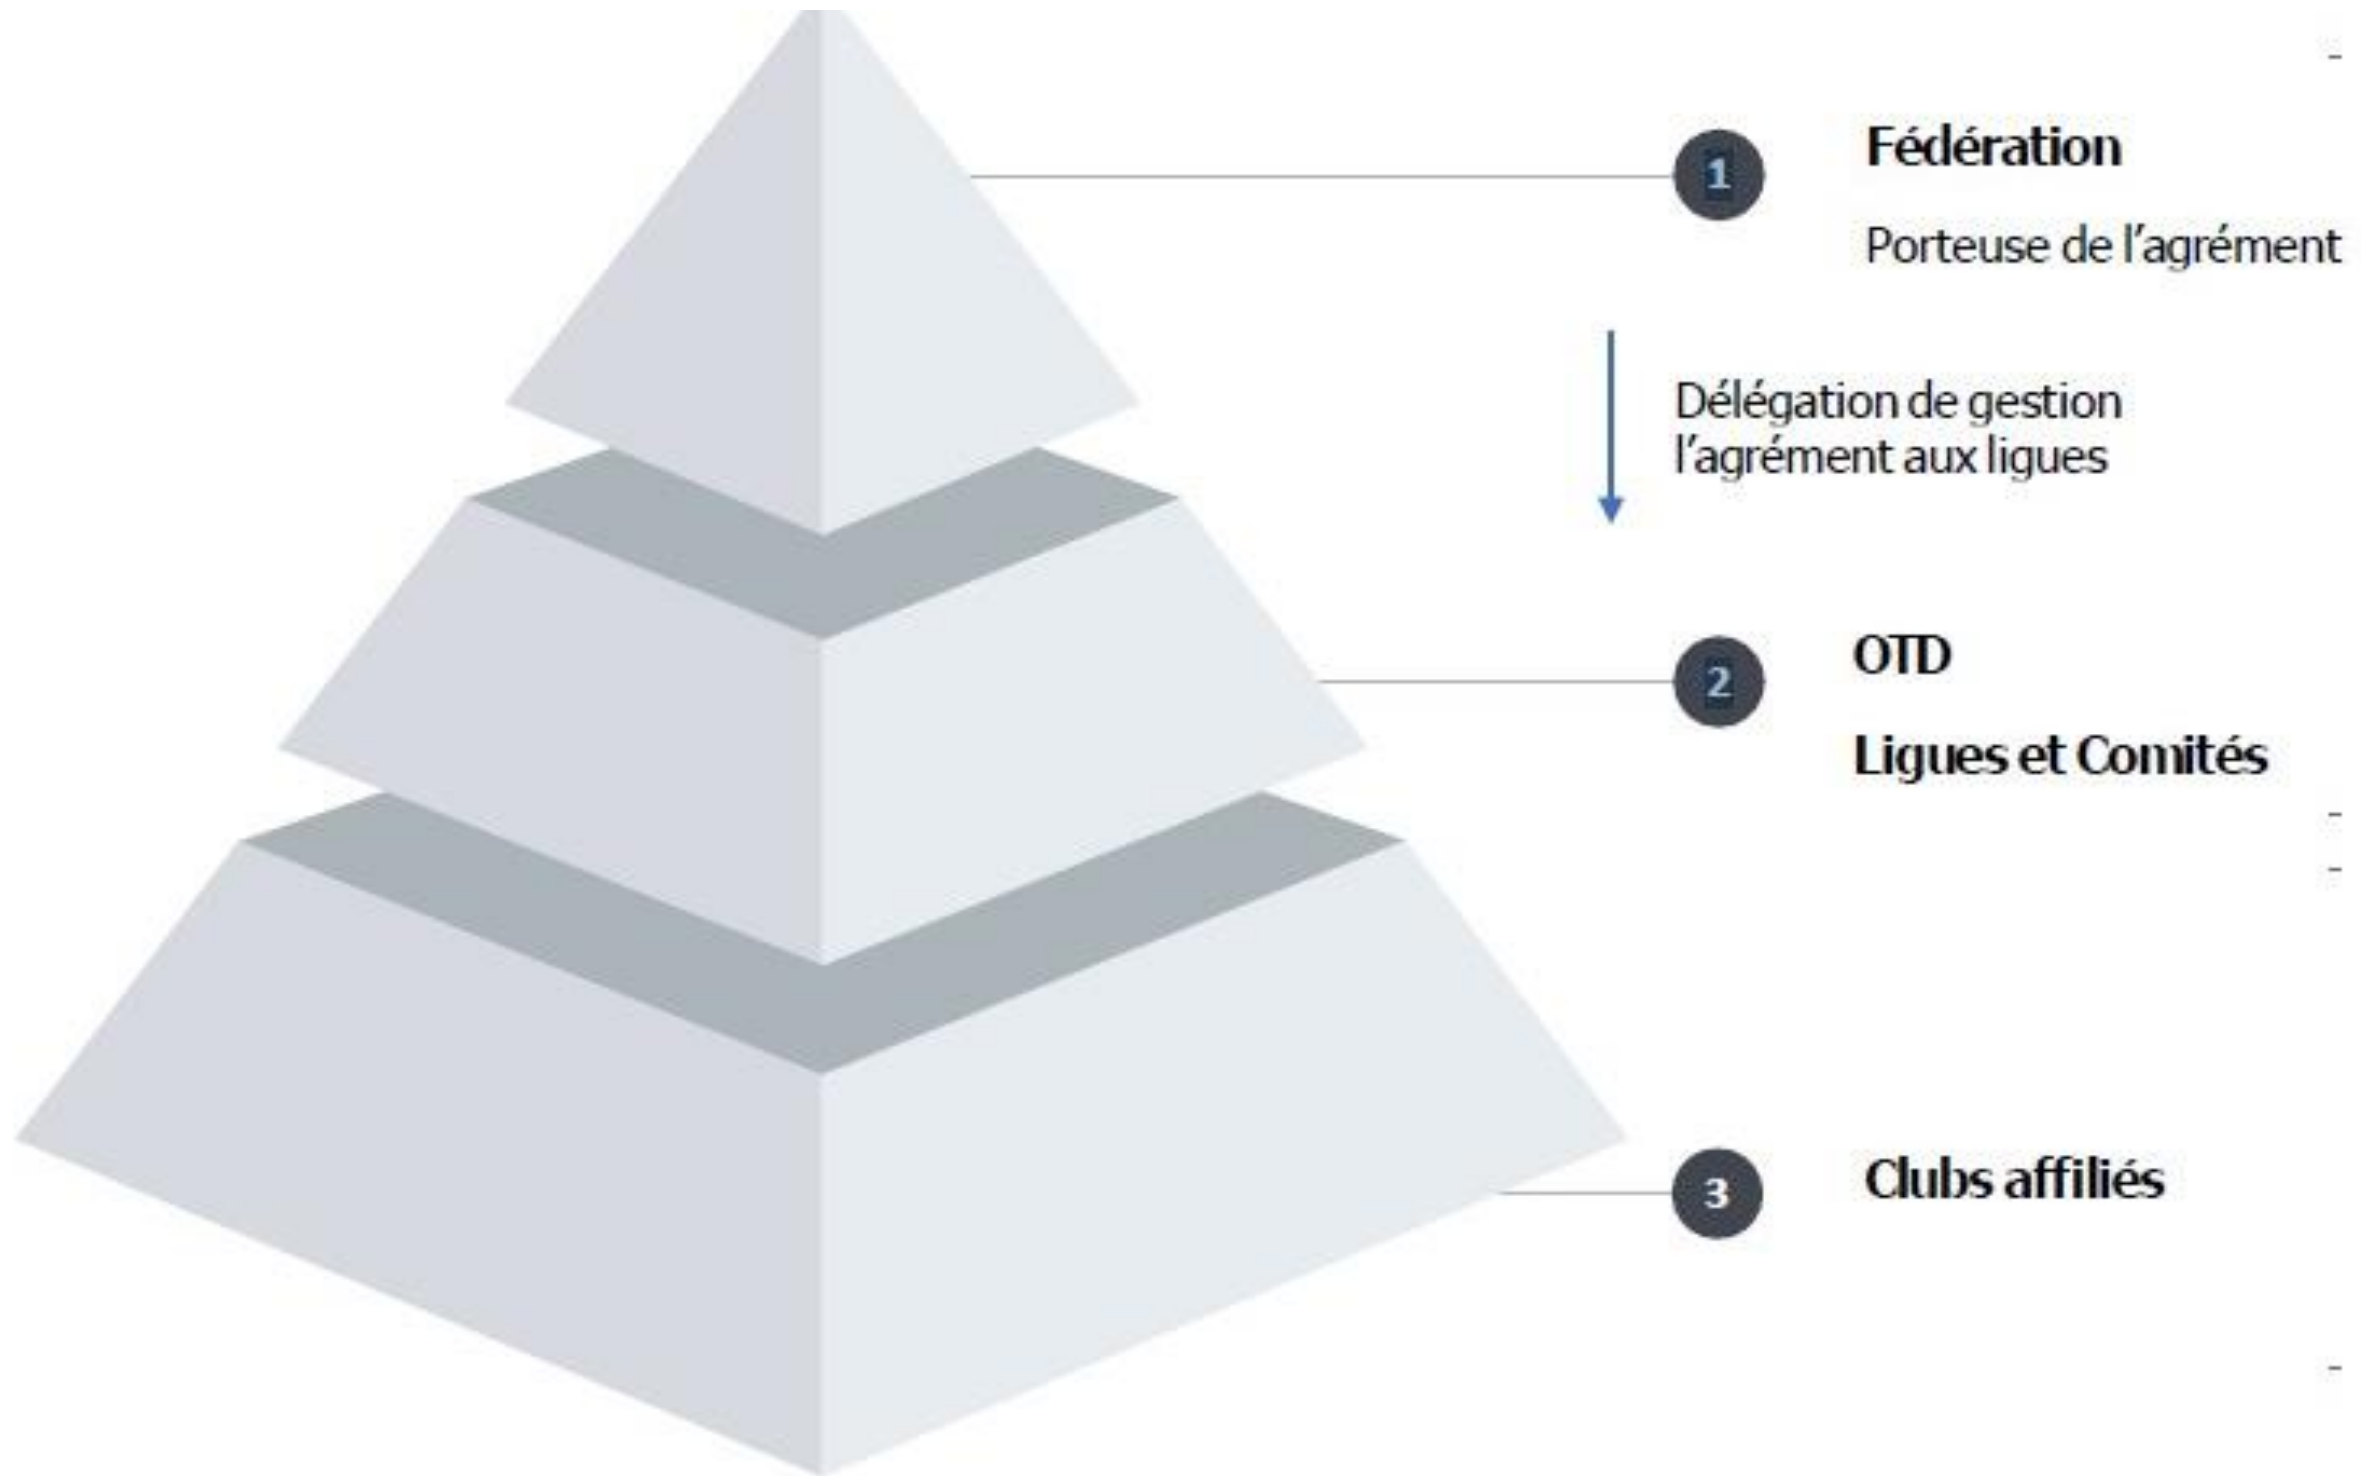 -
1
Fédération
Porteuse de l'agrément
Délégation de gestion
l'agrément aux ligues
2
OTD
Ligues et Comités
-
-
3
Clubs affiliés
-